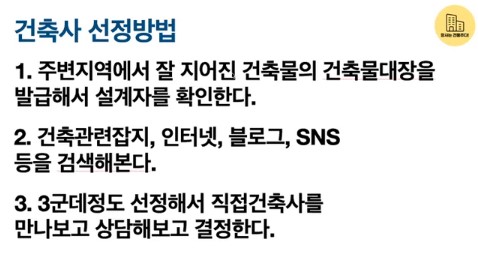 건축사 선정방법
1. 주변지역에서 잘 지어진 건축물의 건축물대장을
발급해서 설계자를 확인한다.
2. 건축관련잡지, 인터넷, 블로그, SNS
등을 검색해본다.
3. 3군데정도 선정해서 직접건축사를
만나보고 상담해보고 결정한다.